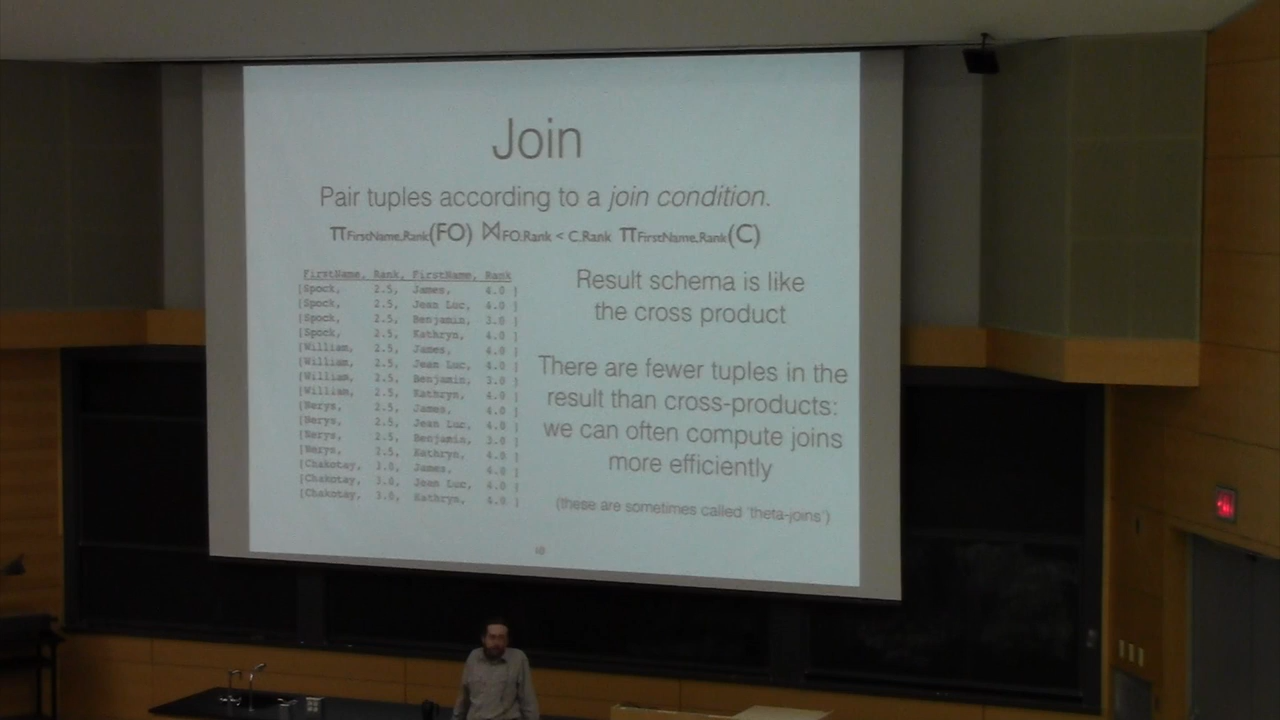 Join
Pair tuples according to a join condition.
πFirstName,Rank(FO) ⋈FO.Rank < C.Rank πFirstName,Rank(C)
FirstName, Rank, FirstName, Rank
[Spock, 2.5, James, 4.0 ]
[Spock, 2.5, Jean Luc, 4.0 ]
[Spock, 2.5, Benjamin, 3.0 ]
[Spock, 2.5, Kathryn, 4.0 ]
[William, 2.5, James, 4.0 ]
[William, 2.5, Jean Luc, 4.0 ]
[William, 2.5, Benjamin, 3.0 ]
[William, 2.5, Kathryn, 4.0 ]
[Nerys, 2.5, James, 4.0 ]
[Nerys, 2.5, Jean Luc, 4.0 ]
[Nerys, 2.5, Benjamin, 3.0 ]
[Nerys, 2.5, Kathryn, 4.0 ]
[Chakotay, 3.0, James, 4.0 ]
[Chakotay, 3.0, Jean Luc, 4.0 ]
[Chakotay, 3.0, Kathryn, 4.0 ]
Result schema is like
the cross product
There are fewer tuples in the
result than cross-products:
we can often compute joins
more efficiently
(these are sometimes called 'theta-joins')